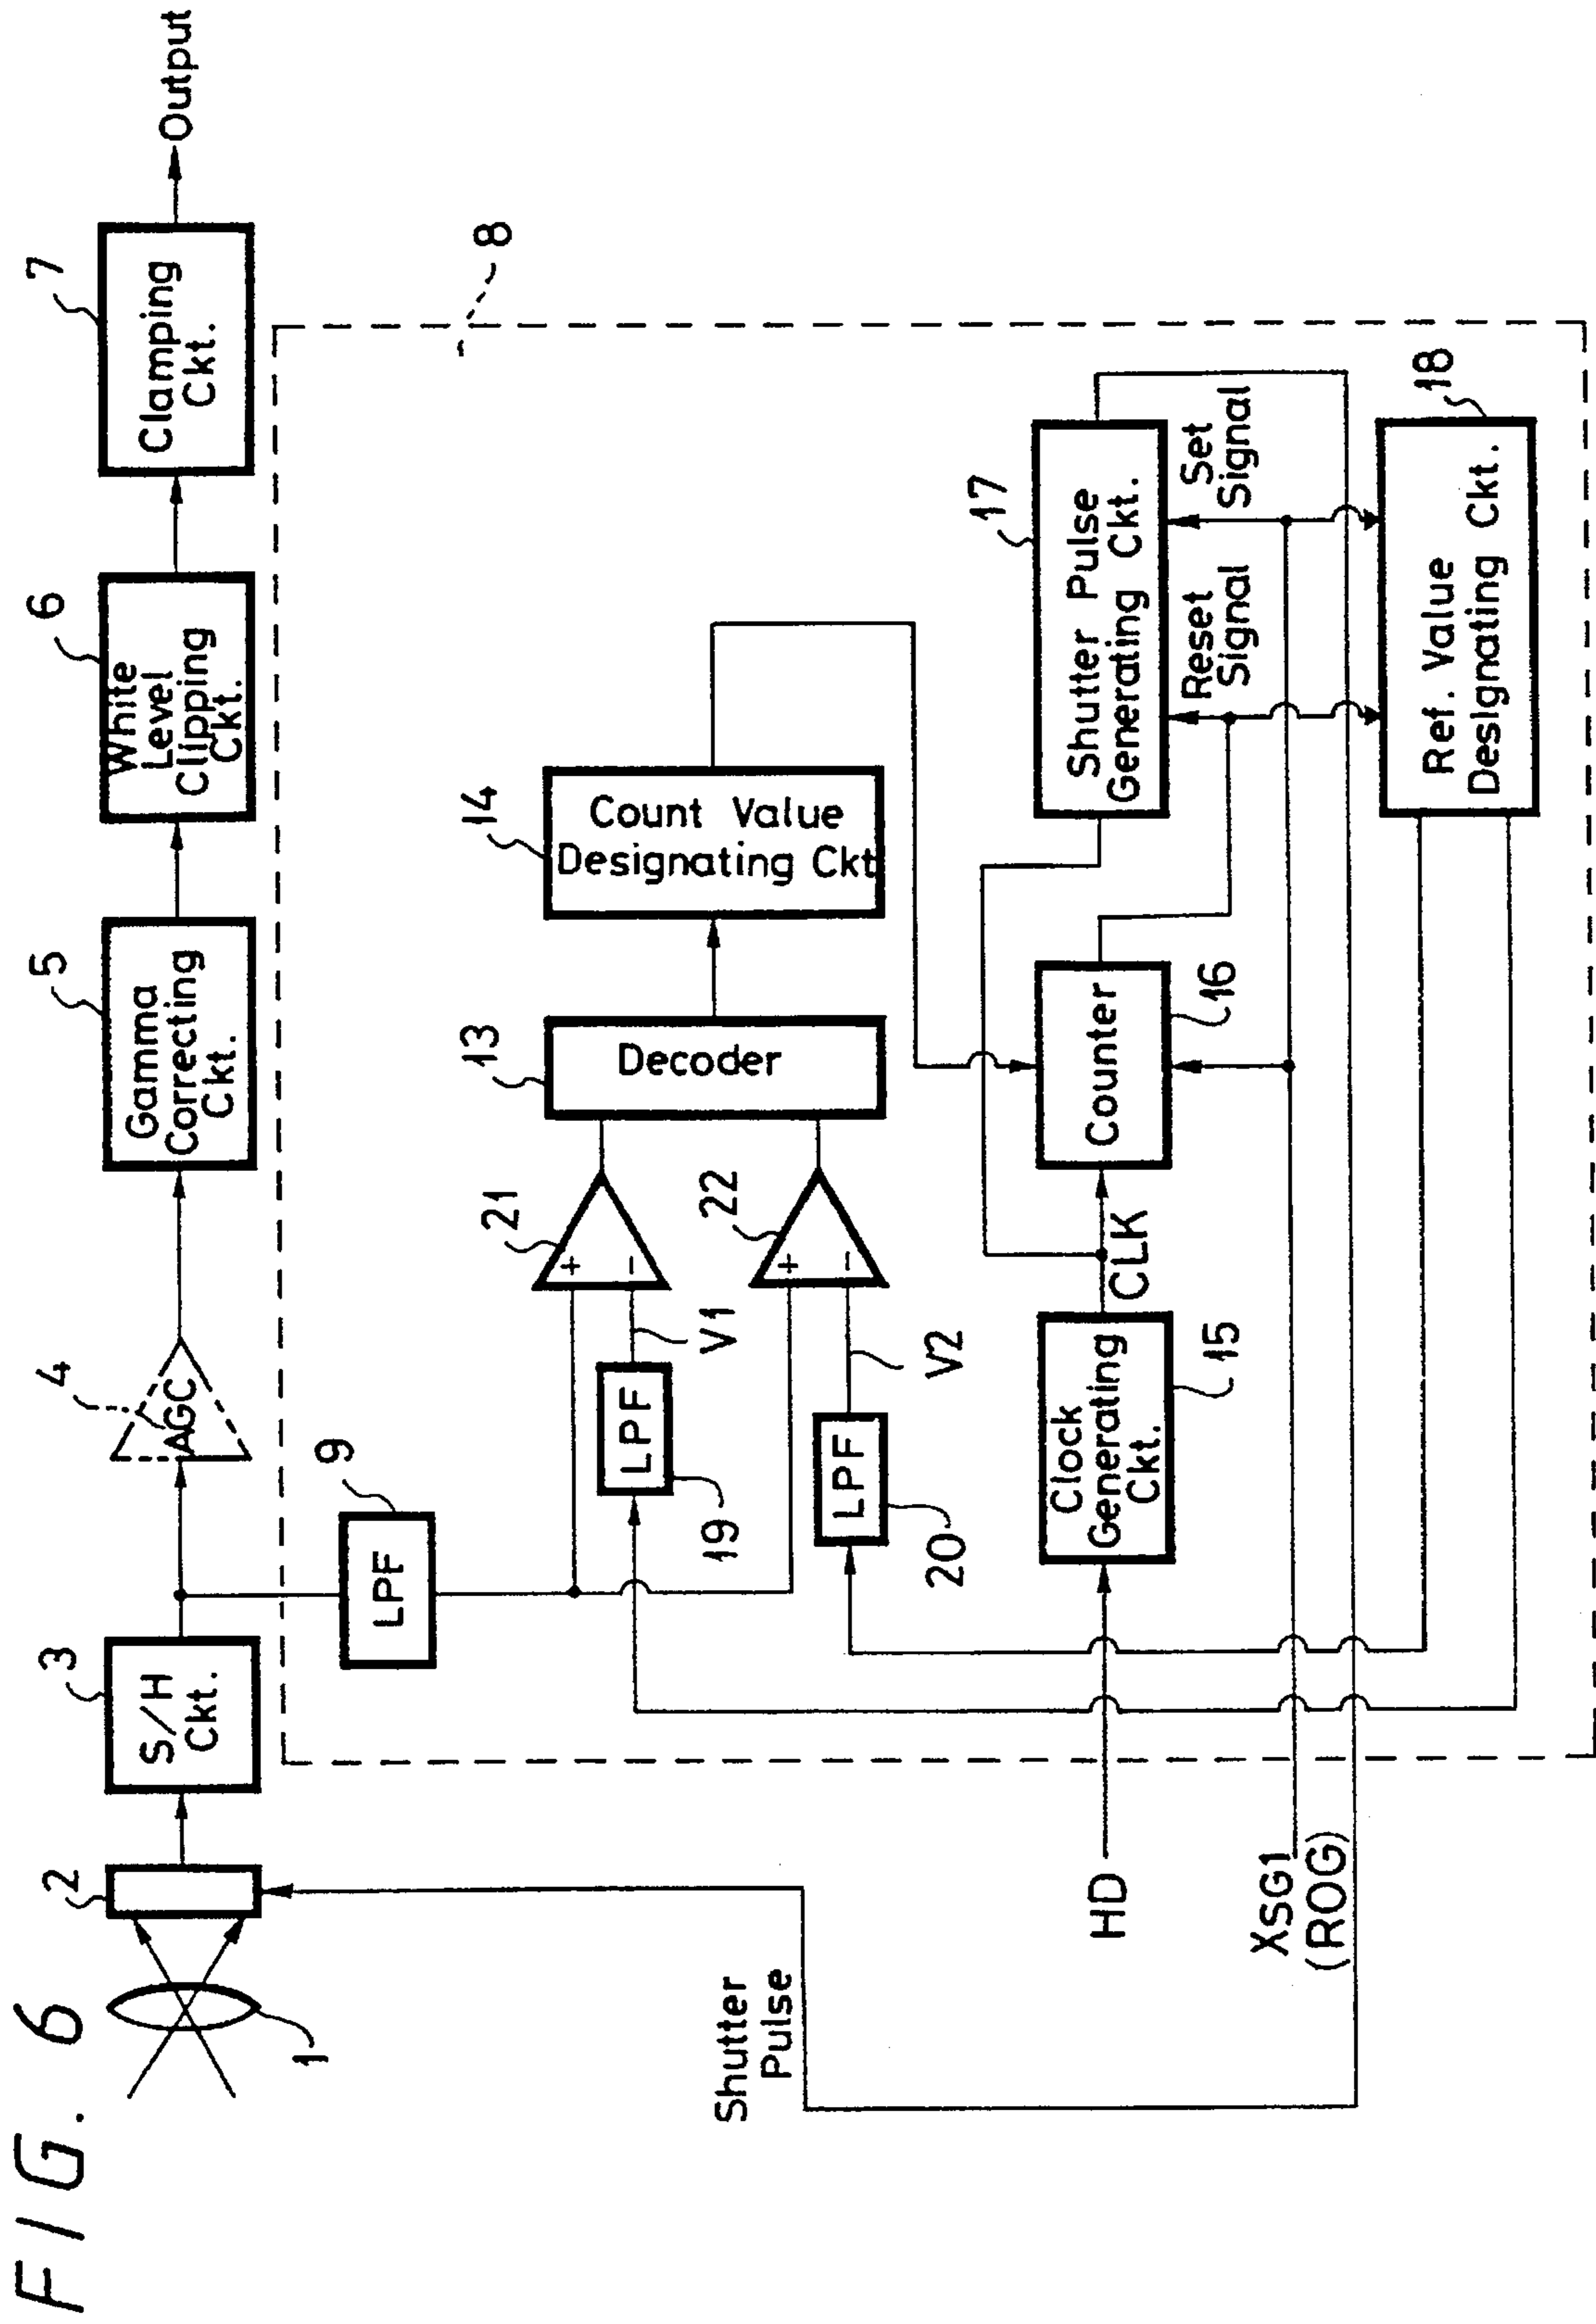 FIG. 6
1
2
3
S/H
Ckt.
4
AGC
5
Gamma
Correcting
Ckt.
6
White
Level
Clipping
Ckt.
7
Clamping
Ckt.
Output
8
9
LPF
21
+
-
V1
LPF
19
22
+
-
V2
LPF
20
13
Decoder
14
Count Value
Designating Ckt
Shutter
Pulse
HD
Clock
Generating
Ckt.
15
CLK
Counter
16
17
Shutter Pulse
Generating Ckt.
Reset
Signal
Set
Signal
XSG1
(ROG)
18
Ref. Value
Designating Ckt.